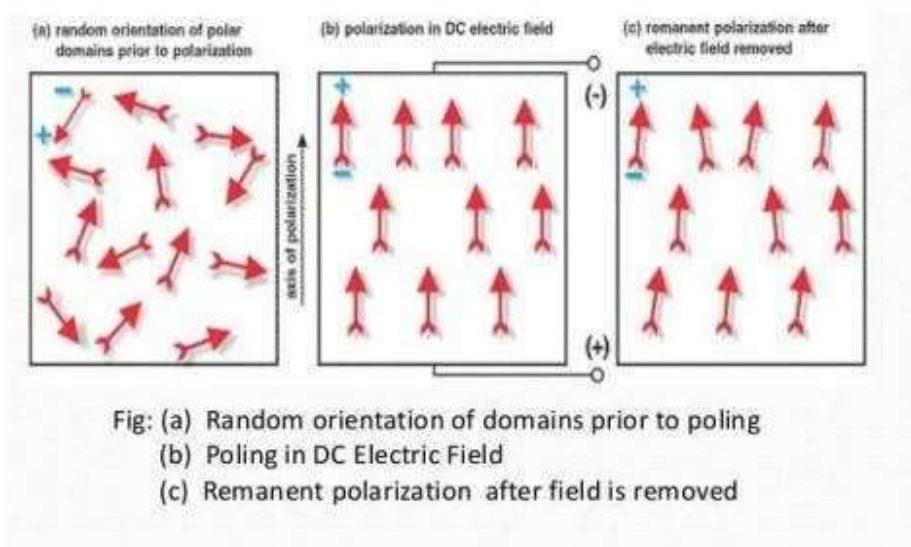 (a) random orientation of polar
domains prior to polarization
(b) polarization in DC electric field
(c) remanent polarization after
electric field removed
−
+
axis of polarization
+
−
(-)
(+)
+
−
Fig: (a) Random orientation of domains prior to poling
(b) Poling in DC Electric Field
(c) Remanent polarization after field is removed